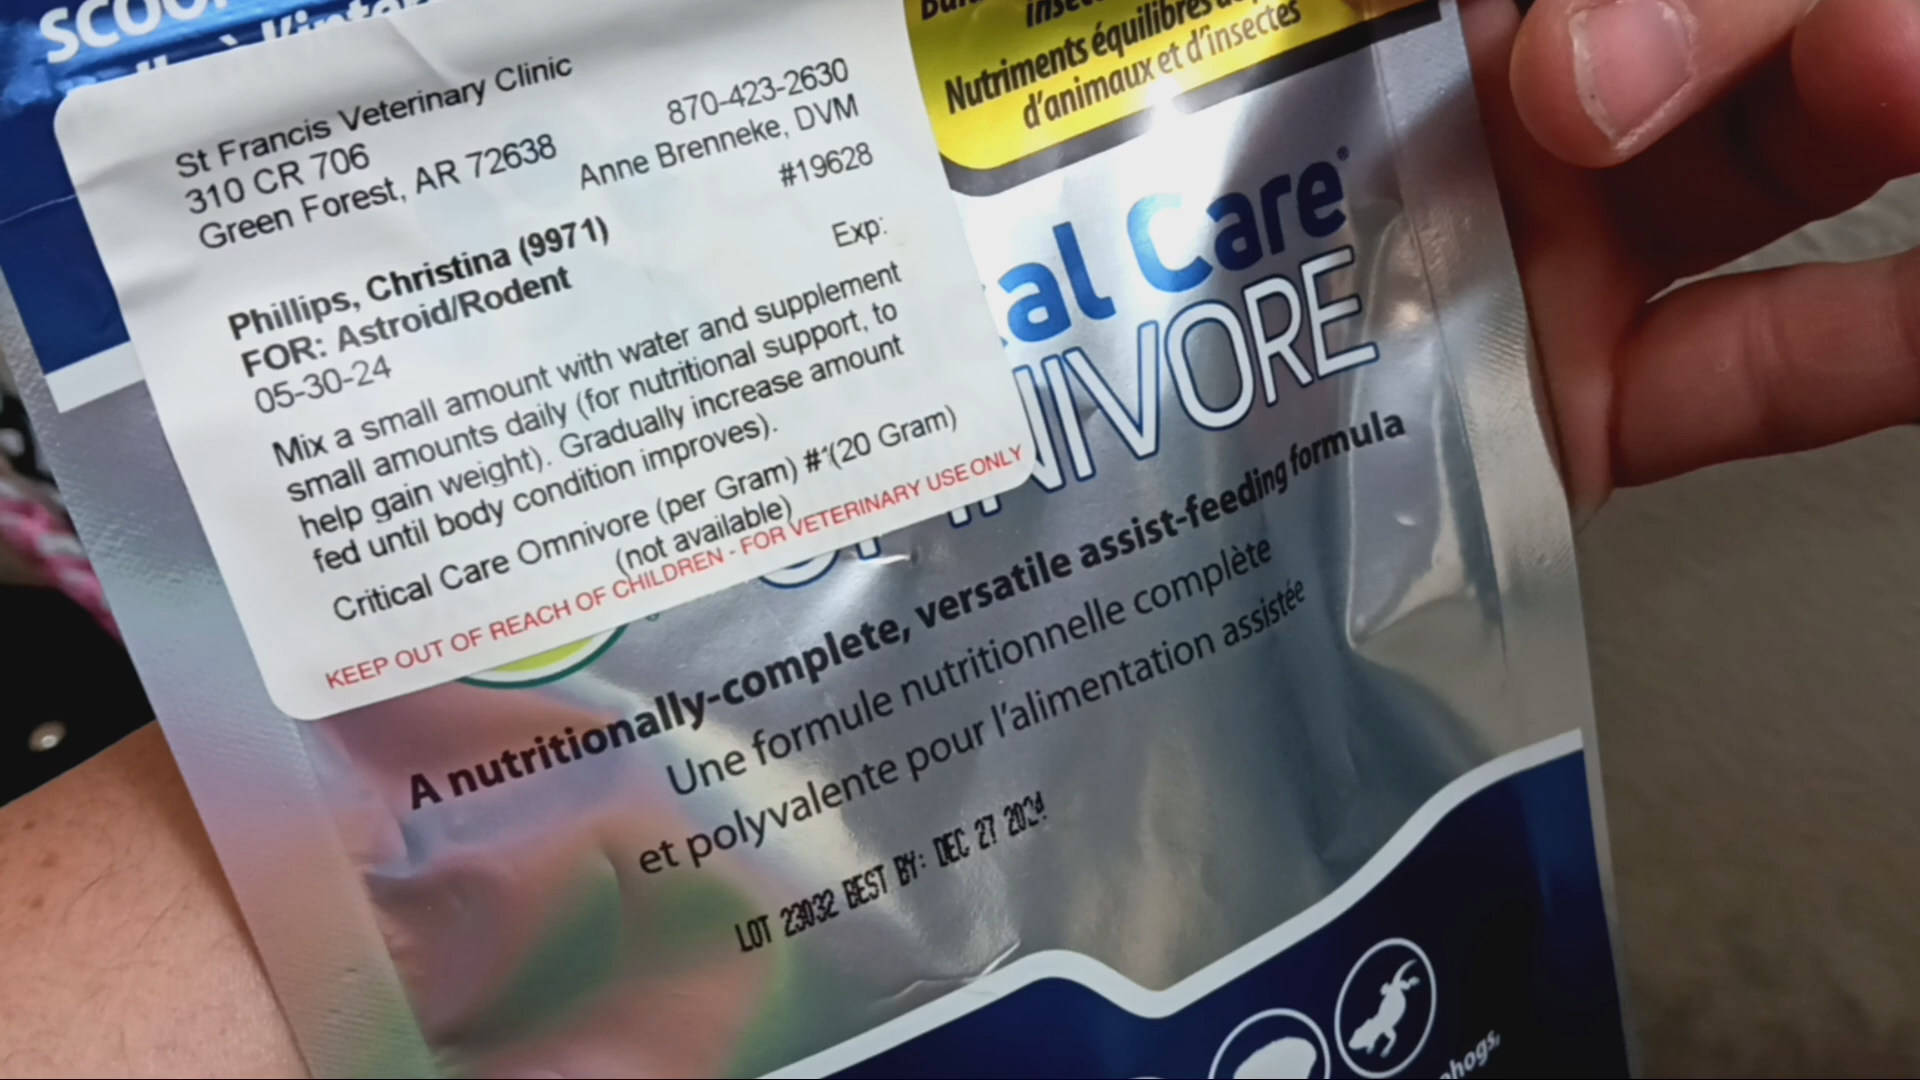 SCOO
St Francis Veterinary Clinic
310 CR 706
870-423-2630
Green Forest, AR 72638
Anne Brenneke, DVM
#19628
Phillips, Christina (9971)
Exp:
FOR: Astroid/Rodent
05-30-24
Mix a small amount with water and supplement
small amounts daily (for nutritional support, to
help gain weight). Gradually increase amount
fed until body condition improves).
Critical Care Omnivore (per Gram) #*(20 Gram)
(not available)
KEEP OUT OF REACH OF CHILDREN - FOR VETERINARY USE ONLY
Nutriments équilibrés
d'animaux et d'insectes
al Care®
NIVORE
A nutritionally-complete, versatile assist-feeding formula
Une formule nutritionnelle complète
et polyvalente pour l'alimentation assistée
LOT 23032 BEST BY: DEC 27 2024
hogs,